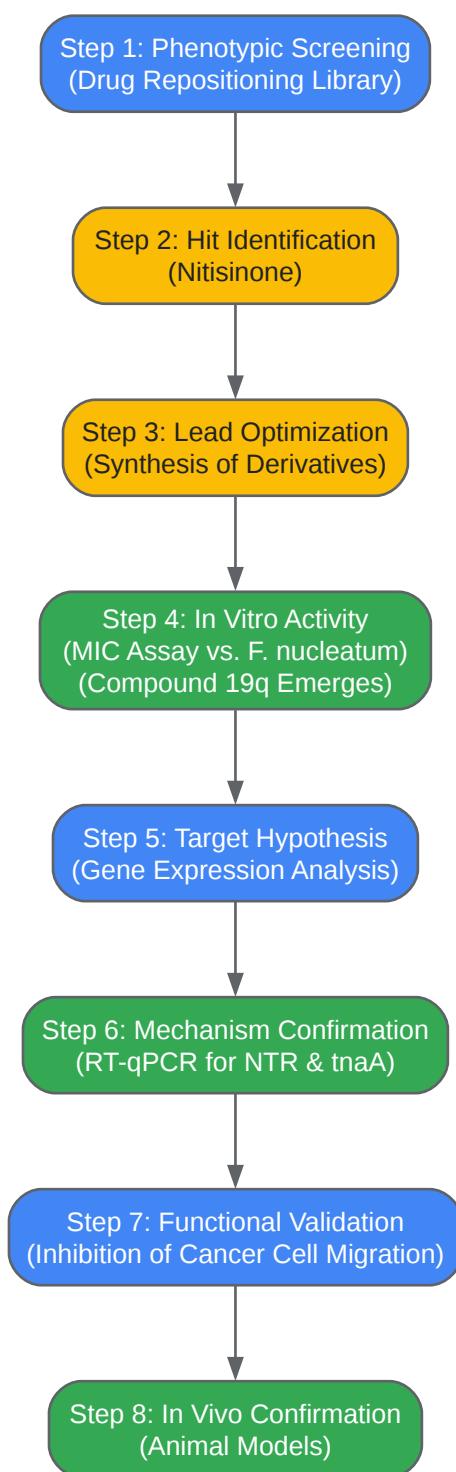 Step 1: Phenotypic Screening
(Drug Repositioning Library)
Step 2: Hit Identification
(Nitisinone)
Step 3: Lead Optimization
(Synthesis of Derivatives)
Step 4: In Vitro Activity
(MIC Assay vs. F. nucleatum)
(Compound 19q Emerges)
Step 5: Target Hypothesis
(Gene Expression Analysis)
Step 6: Mechanism Confirmation
(RT-qPCR for NTR & tnaA)
Step 7: Functional Validation
(Inhibition of Cancer Cell Migration)
Step 8: In Vivo Confirmation
(Animal Models)